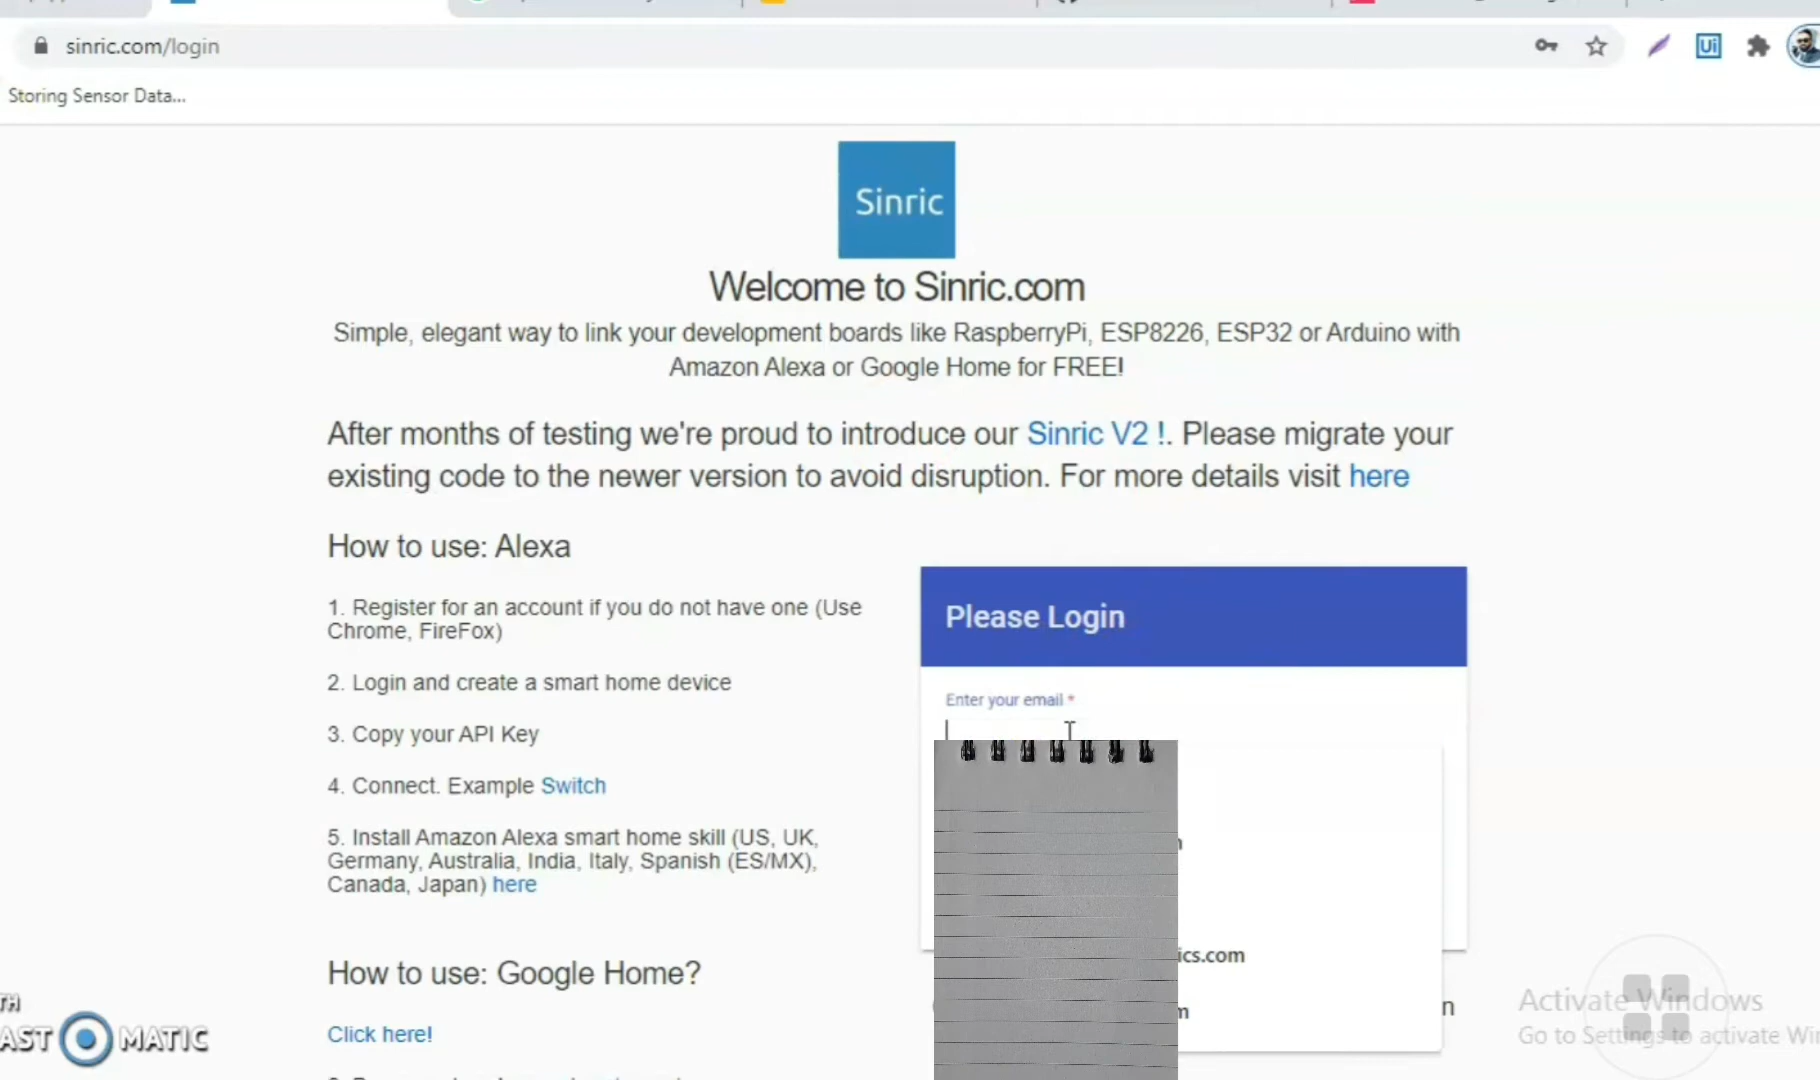 sinric.com/login
Ui
Storing Sensor Data...
Sinric
Welcome to Sinric.com
Simple, elegant way to link your development boards like RaspberryPi, ESP8226, ESP32 or Arduino with
Amazon Alexa or Google Home for FREE!
After months of testing we're proud to introduce our Sinric V2 !. Please migrate your
existing code to the newer version to avoid disruption. For more details visit here
How to use: Alexa
1. Register for an account if you do not have one (Use
Chrome, FireFox)
2. Login and create a smart home device
3. Copy your API Key
4. Connect. Example Switch
5. Install Amazon Alexa smart home skill (US, UK,
Germany, Australia, India, Italy, Spanish (ES/MX),
Canada, Japan) here
How to use: Google Home?
Click here!
Please Login
Enter your email *
ics.com
Activate Windows
Go to Settings to activate Wi
TH
AST MATIC